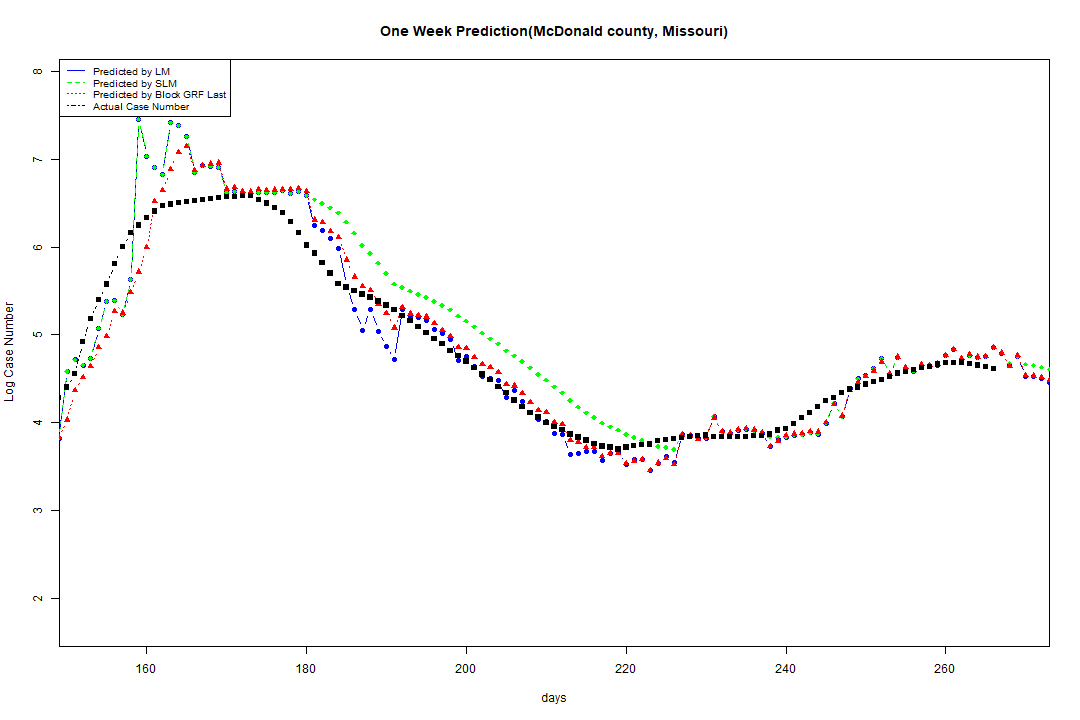 One Week Prediction(McDonald county, Missouri)
Predicted by LM
Predicted by SLM
Predicted by Block GRF Last
Actual Case Number
8
7
6
5
4
3
2
Log Case Number
160 180 200 220 240 260
days